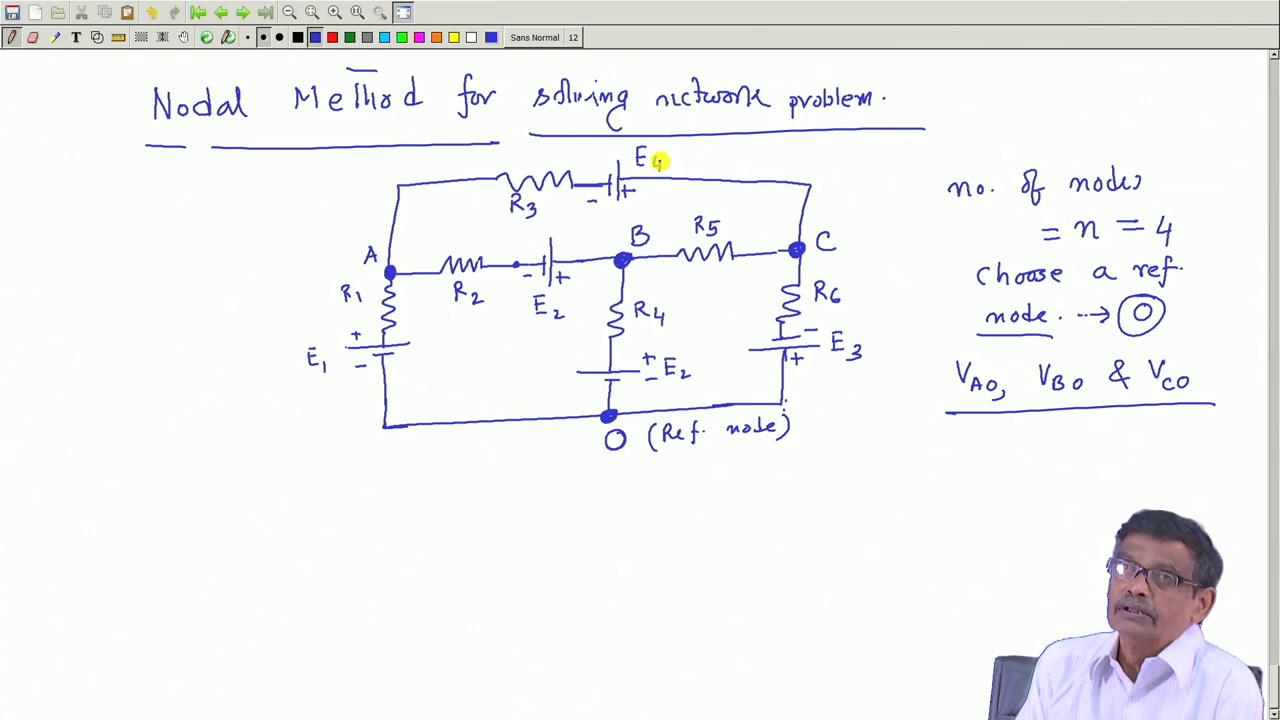 Sans Normal 12
Nodal Method for solving network problem.
E4
R3
- +
A
B
R5
C
R2
- +
E2
R1
+
-
E1
R4
+
-
E2
R6
-
+
E3
O (Ref. node)
no. of nodes
= n = 4
choose a ref.
node. --→ O
VAO, VBO & VCO